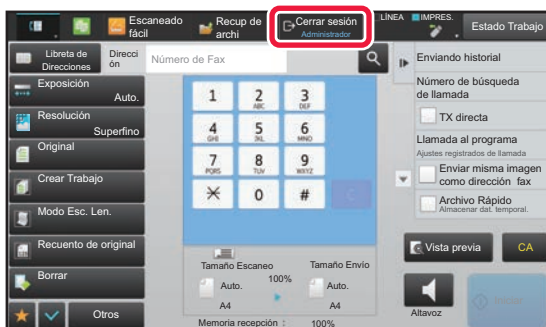 Escaneado fácil
Recup de archi
Cerrar sesión
Administrador
LÍNEA
IMPRES.
Estado Trabajo
Libreta de Direcciones
Direcci
ón
Número de Fax
Enviando historial
Exposición
Auto.
Número de búsqueda
de llamada
Resolución
Superfino
TX directa
Original
Llamada al programa
Ajustes registrados de llamada
Crear Trabajo
Enviar misma imagen
como dirección fax
Modo Esc. Len.
Archivo Rápido
Almacenar dat. temporal.
1
2
ABC
3
DEF
4
GHI
5
JKL
6
MNO
7
PQRS
8
TUV
9
WXYZ
0
#
C
Recuento de original
Vista previa
CA
Borrar
Tamaño Escaneo
Tamaño Envío
Auto.
100%
Auto.
A4
A4
Iniciar
Altavoz
Otros
Memoria recepción :
100%